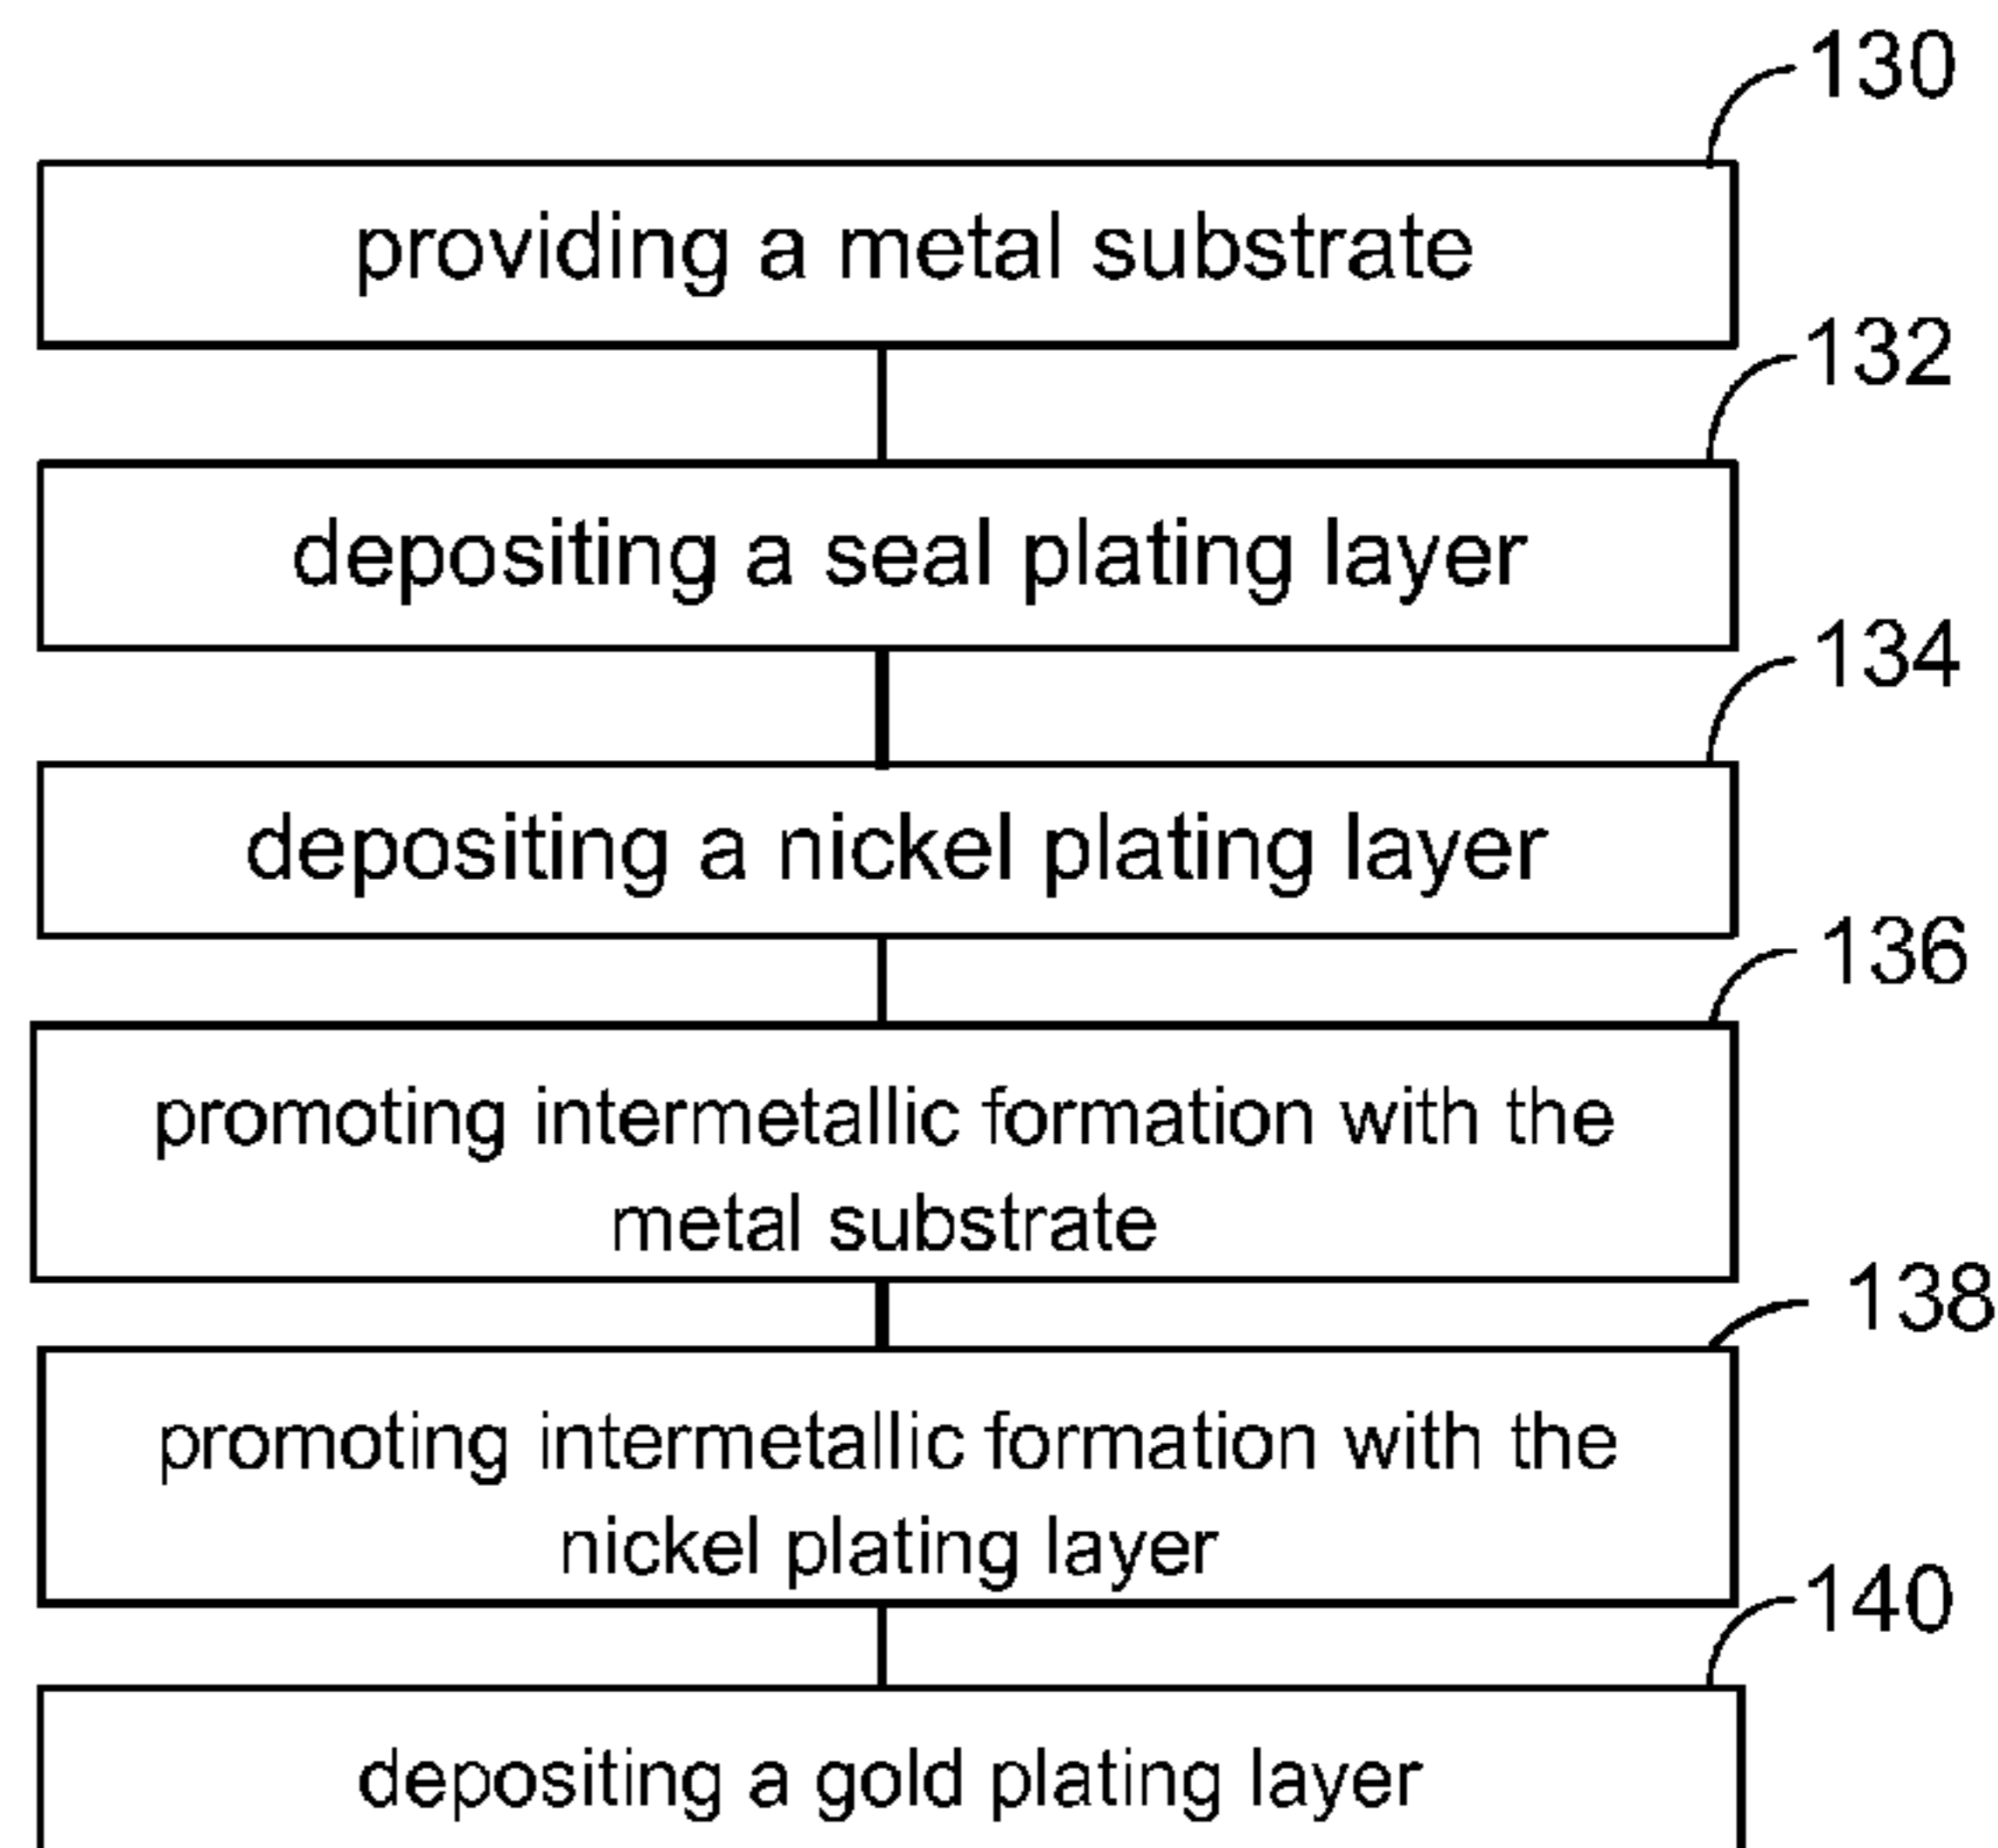 130
providing a metal substrate
132
depositing a seal plating layer
134
depositing a nickel plating layer
136
promoting intermetallic formation with the
metal substrate
138
promoting intermetallic formation with the
nickel plating layer
140
depositing a gold plating layer